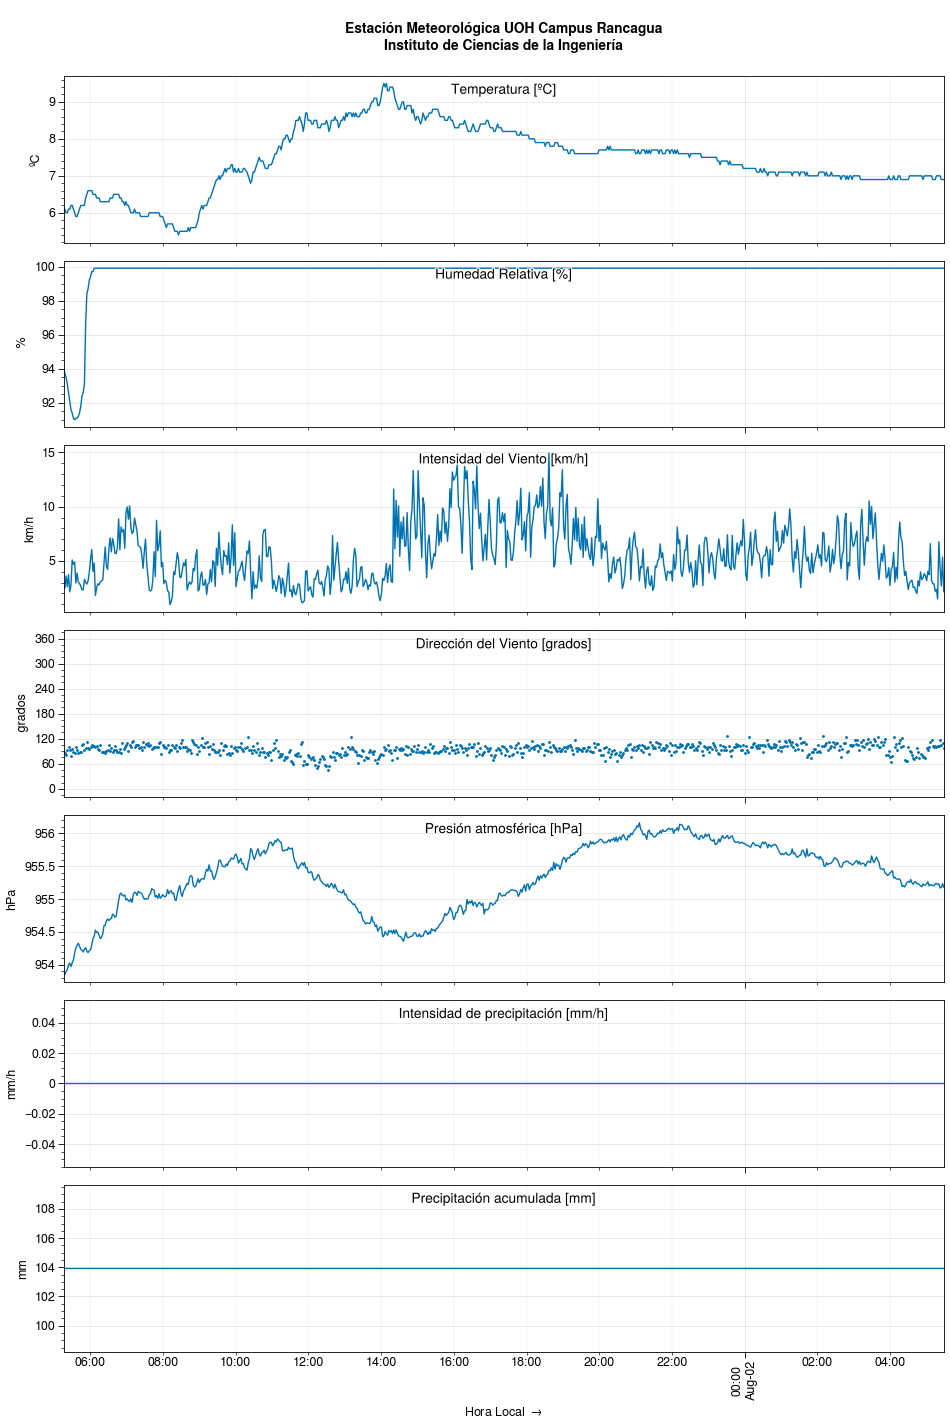 Estación Meteorológica UOH Campus Rancagua
Instituto de Ciencias de la Ingeniería
Temperatura [ºC]
ºC
9
8
7
6
Humedad Relativa [%]
%
100
98
96
94
92
Intensidad del Viento [km/h]
km/h
15
10
5
Dirección del Viento [grados]
grados
360
300
240
180
120
60
0
Presión atmosférica [hPa]
hPa
956
955.5
955
954.5
954
Intensidad de precipitación [mm/h]
mm/h
0.04
0.02
0
−0.02
−0.04
Precipitación acumulada [mm]
mm
108
106
104
102
100
06:00 08:00 10:00 12:00 14:00 16:00 18:00 20:00 22:00 00:00 02:00 04:00
Aug-02
Hora Local →